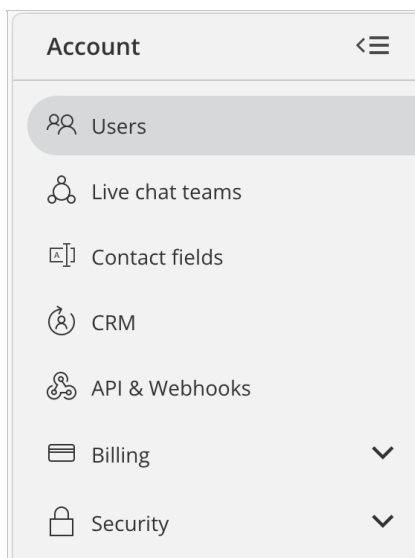 Account
Users
Live chat teams
Contact fields
CRM
API & Webhooks
Billing
Security